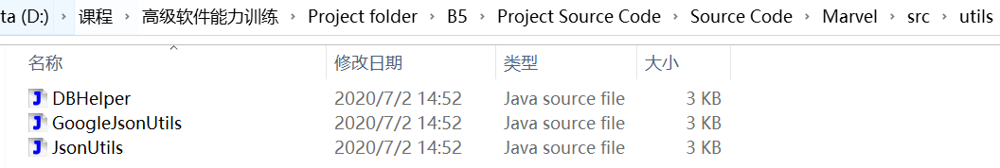 ta (D:) › 课程 › 高级软件能力训练 › Project folder › B5 › Project Source Code › Source Code › Marvel › src › utils
名称 修改日期 类型 大小
DBHelper 2020/7/2 14:52 Java source file 3 KB
GoogleJsonUtils 2020/7/2 14:52 Java source file 3 KB
JsonUtils 2020/7/2 14:52 Java source file 3 KB